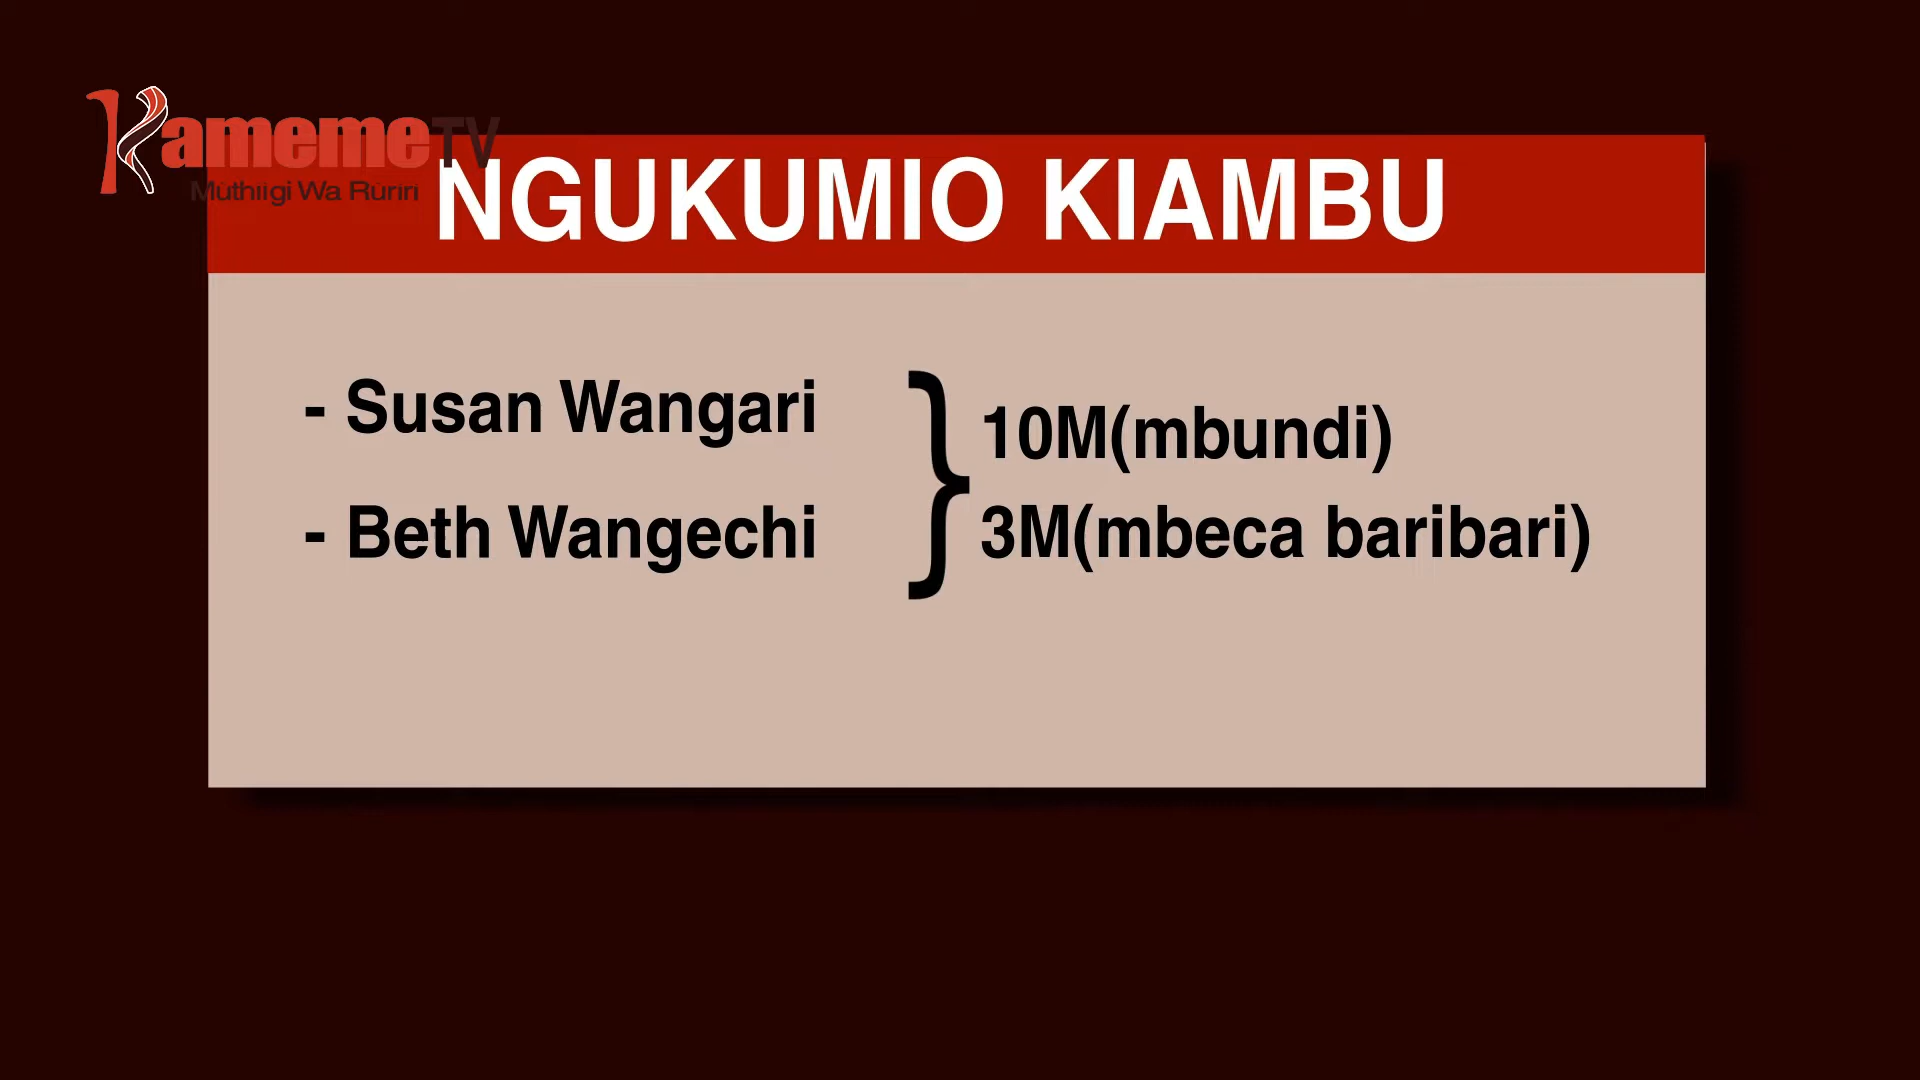 Kameme TV
Muthiigi Wa Ruriri
NGUKUMIO KIAMBU
- Susan Wangari
- Beth Wangechi
}
10M(mbundi)
3M(mbeca baribari)